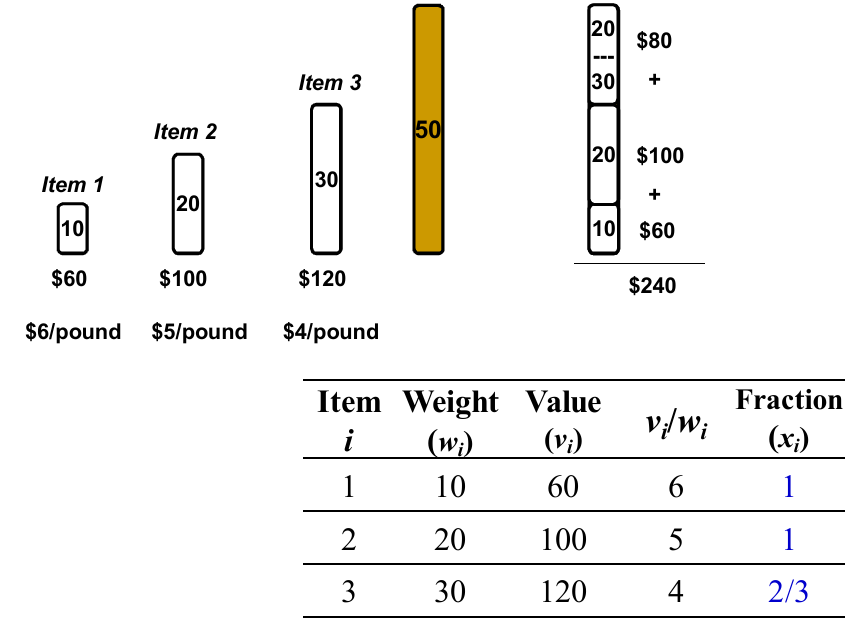 Item 1
10
$60
$6/pound
Item 2
20
$100
$5/pound
Item 3
30
$120
$4/pound
50
20
---
30
$80
+
20
$100
+
10
$60
$240
Item i Weight (wᵢ) Value (vᵢ) vᵢ/wᵢ Fraction (xᵢ)
1 10 60 6 1
2 20 100 5 1
3 30 120 4 2/3